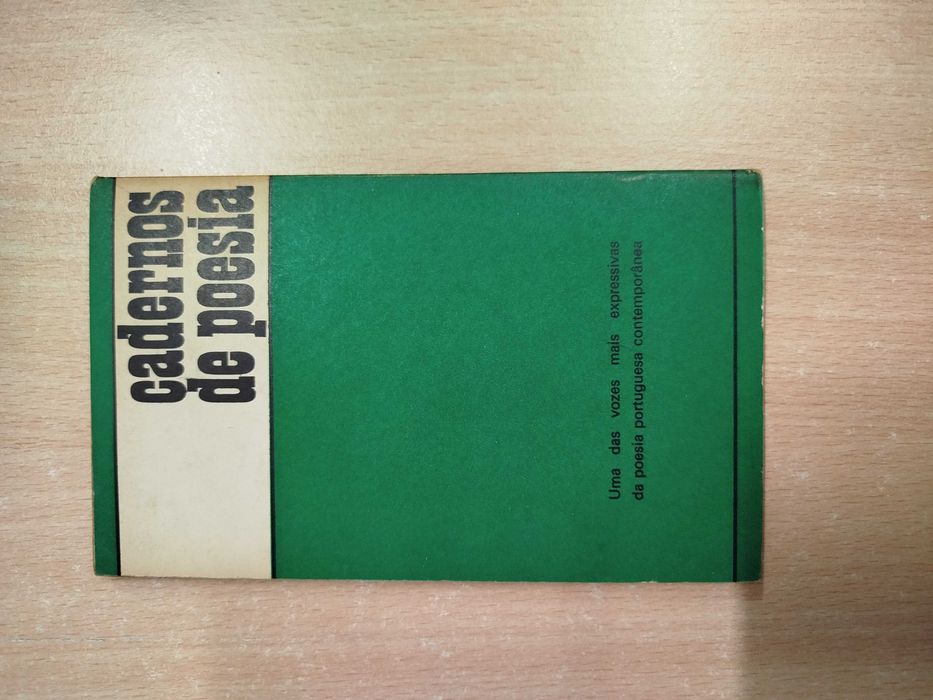 cadernos
de poesia
Uma das vozes mais expressivas
da poesia portuguesa contemporânea